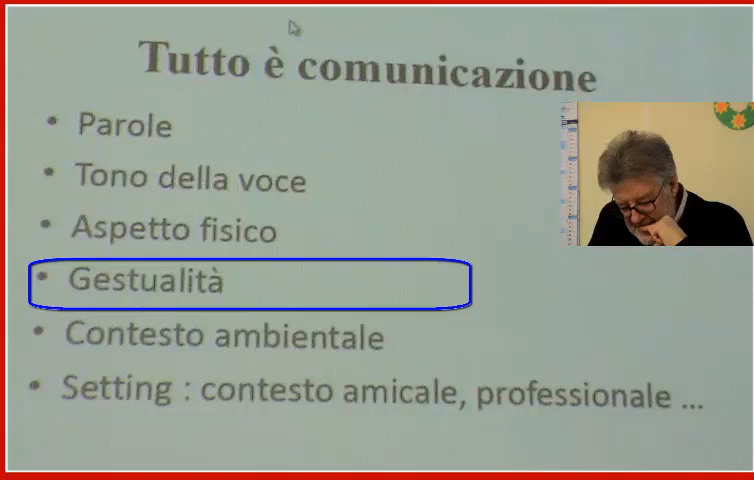 Tutto è comunicazione
• Parole
• Tono della voce
• Aspetto fisico
• Gestualità
• Contesto ambientale
• Setting : contesto amicale, professionale ...